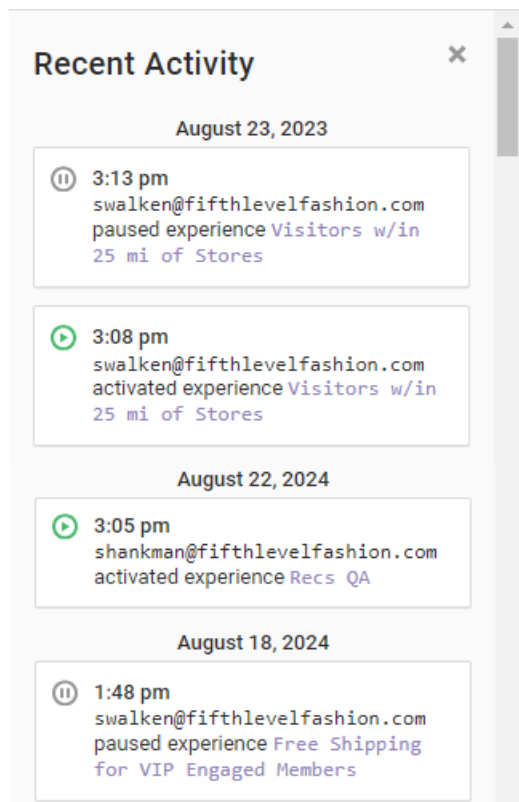 Recent Activity
August 23, 2023
3:13 pm
swalken@fifthlevelfashion.com
paused experience Visitors w/in
25 mi of Stores
3:08 pm
swalken@fifthlevelfashion.com
activated experience Visitors w/in
25 mi of Stores
August 22, 2024
3:05 pm
shankman@fifthlevelfashion.com
activated experience Recs QA
August 18, 2024
1:48 pm
swalken@fifthlevelfashion.com
paused experience Free Shipping
for VIP Engaged Members